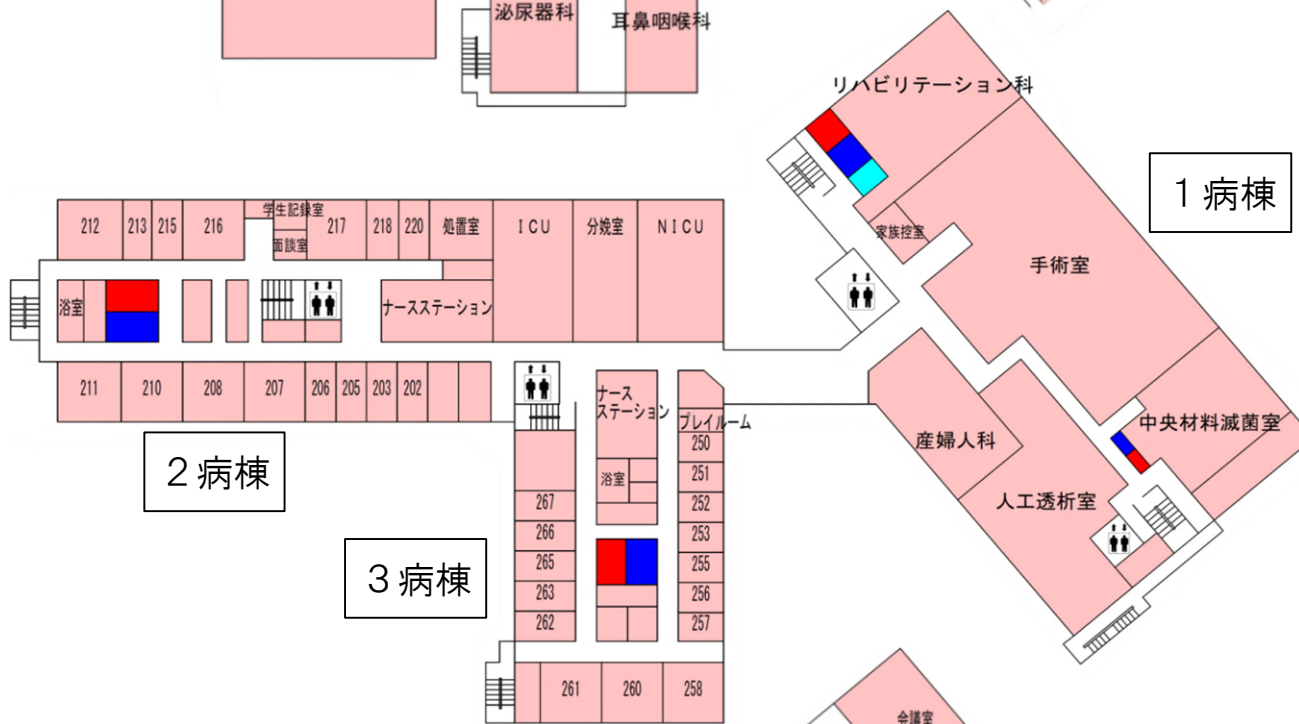 泌尿器科
耳鼻咽喉科
リハビリテーション科
1病棟
家族控室
手術室
中央材料滅菌室
産婦人科
人工透析室
212
213
215
216
学生記録室
面談室
217
218
220
処置室
ICU
分娩室
NICU
浴室
ナースステーション
211
210
208
207
206
205
203
202
2病棟
ナース
ステーション
プレイルーム
浴室
250
251
252
253
255
256
257
267
266
265
263
262
3病棟
261
260
258
会議室